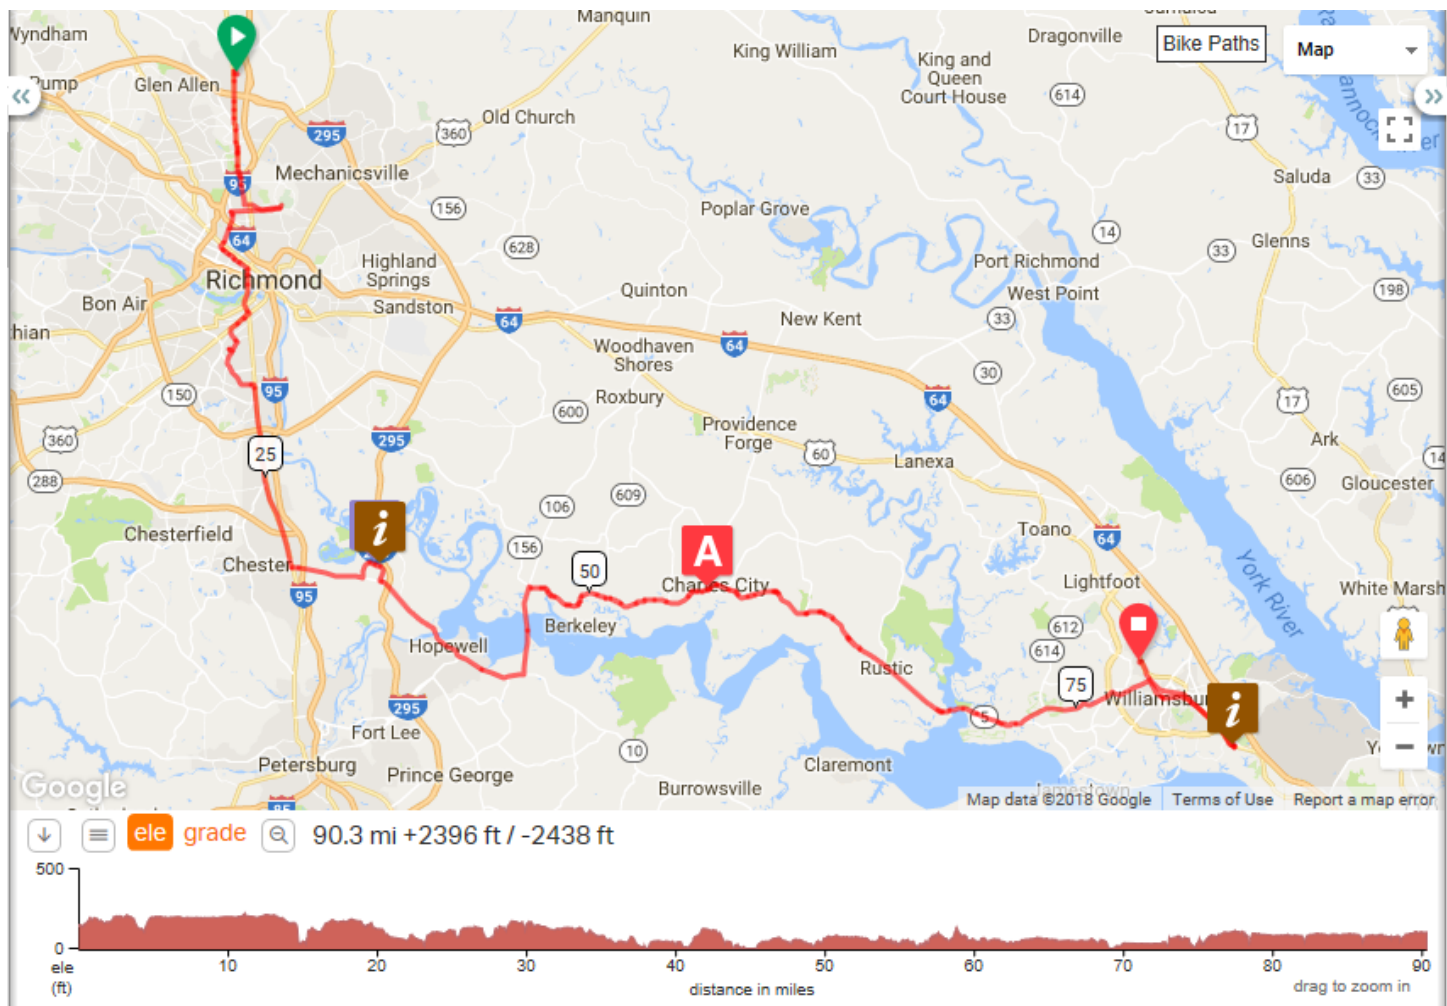 Manquin
Wyndham
Dragonville
Bike Paths
Map
King William
King and
Queen
Court House
Pump
Glen Allen
614
Old Church
17
295
360
Mechanicsville
Saluda
33
95
156
Poplar Grove
14
64
628
33
Glenns
Highland
Springs
Port Richmond
Richmond
Quinton
West Point
198
Bon Air
Sandston
New Kent
33
64
64
Woodhaven
Shores
30
150
95
Roxbury
64
17
605
600
Providence
Forge
Ark
360
295
60
25
Lanexa
14
288
609
606
Gloucester
106
Chesterfield
i
Toano
64
156
A
Chester
50
Charles City
Lightfoot
York River
White Marsh
95
Berkeley
612
Hopewell
614
Rustic
75
Williamsbu
i
295
5
Fort Lee
10
Petersburg
Prince George
Claremont
Burrowsville
Jamestown
Google
85
Map data ©2018 Google
Terms of Use
Report a map error
ele
grade
90.3 mi +2396 ft / -2438 ft
500
0
ele
(ft)
10
20
30
40
50
60
70
80
90
distance in miles
drag to zoom in